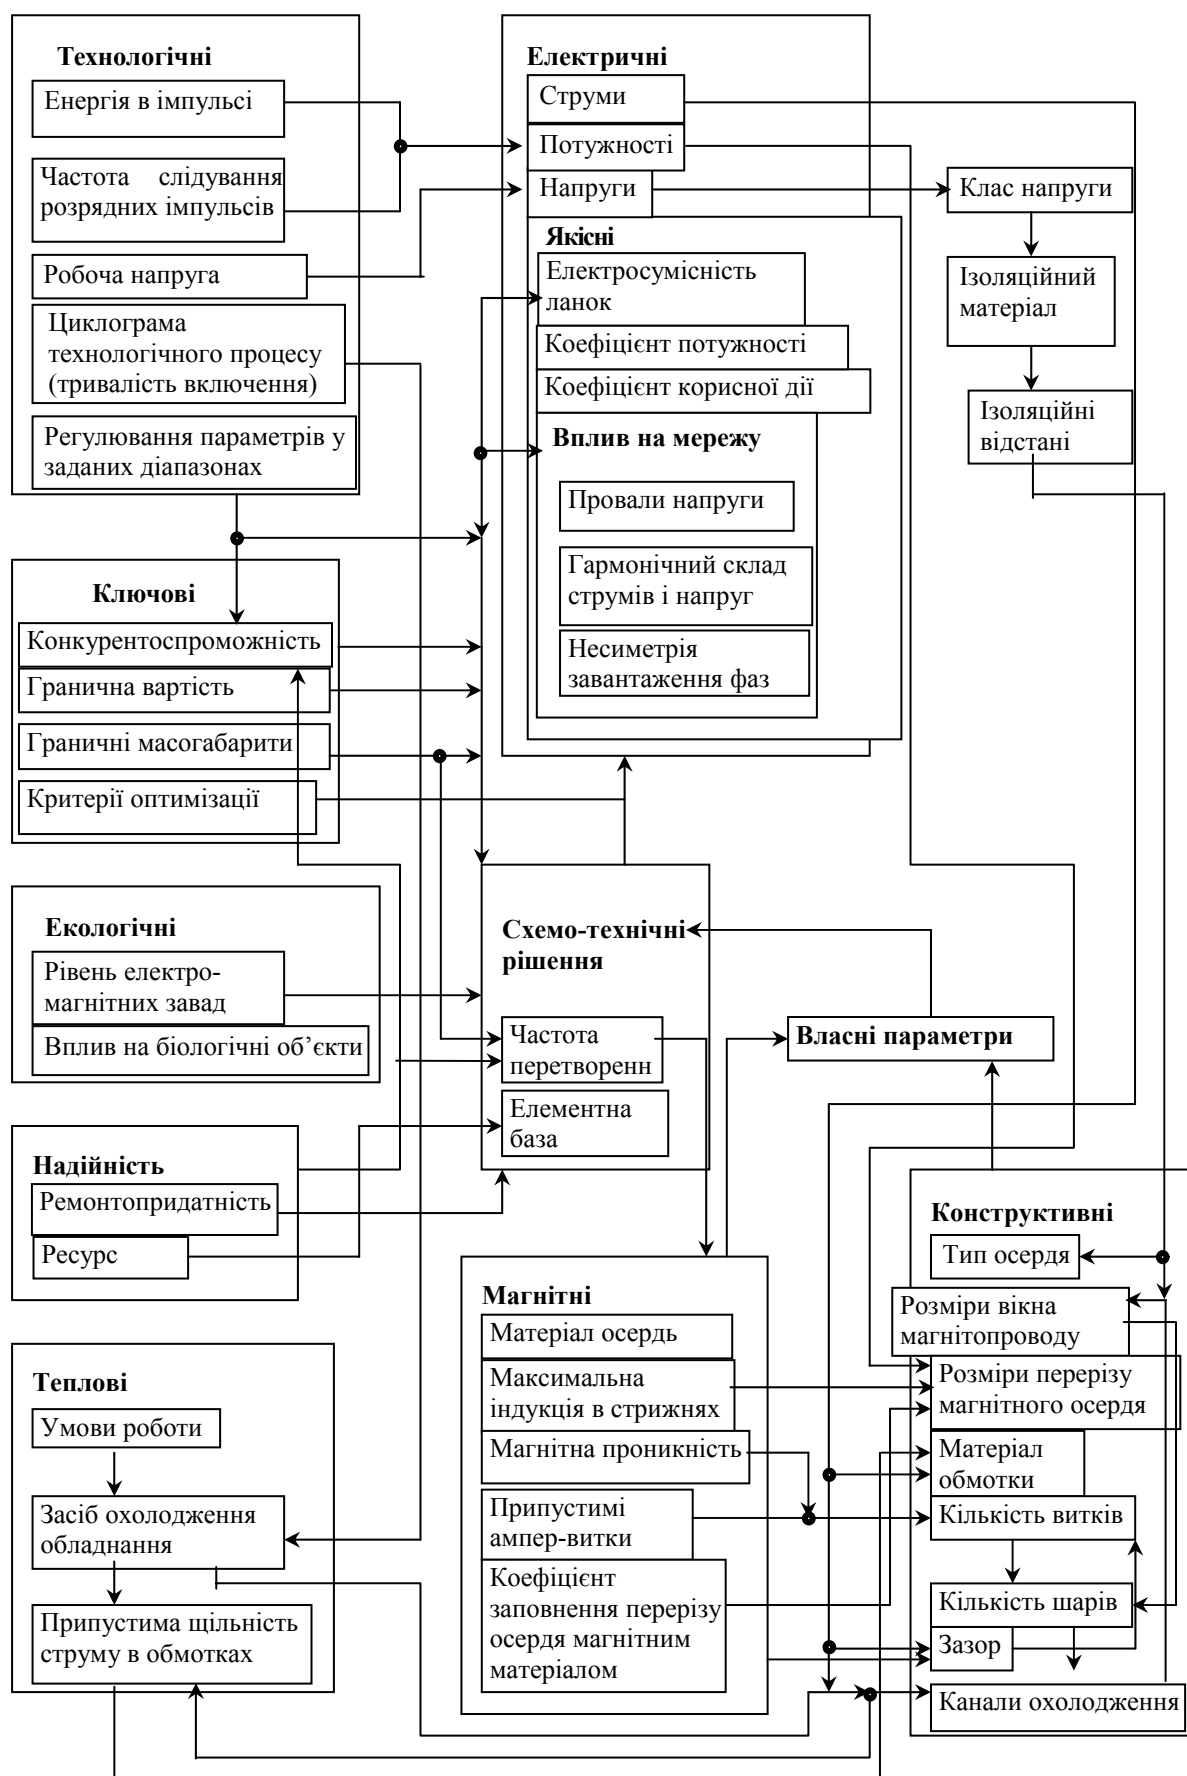 Технологічні
Енергія в імпульсі
Частота слідування
розрядних імпульсів
Робоча напруга
Циклограма
технологічного процесу
(тривалість включення)
Регулювання параметрів у
заданих діапазонах
Ключові
Конкурентоспроможність
Гранична вартість
Граничні масогабарити
Критерії оптимізації
Екологічні
Рівень електро-
магнітних завад
Вплив на біологічні об’єкти
Надійність
Ремонтопридатність
Ресурс
Теплові
Умови роботи
Засіб охолодження
обладнання
Припустима щільність
струму в обмотках
Електричні
Струми
Потужності
Напруги
Якісні
Електросумісність
ланок
Коефіцієнт потужності
Коефіцієнт корисної дії
Вплив на мережу
Провали напруги
Гармонічний склад
струмів і напруг
Несиметрія
завантаження фаз
Схемо-технічні
рішення
Частота
перетворенн
Елементна
база
Магнітні
Матеріал осердь
Максимальна
індукція в стрижнях
Магнітна проникність
Припустимі
ампер-витки
Коефіцієнт
заповнення перерізу
осердя магнітним
матеріалом
Клас напруги
Ізоляційний
матеріал
Ізоляційні
відстані
Власні параметри
Конструктивні
Тип осердя
Розміри вікна
магнітопроводу
Розміри перерізу
магнітного осердя
Матеріал
обмотки
Кількість витків
Кількість шарів
Зазор
Канали охолодження